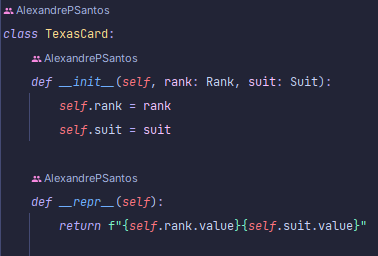 AlexandrePSantos
class TexasCard:
AlexandrePSantos
def __init__(self, rank: Rank, suit: Suit):
self.rank = rank
self.suit = suit
AlexandrePSantos
def __repr__(self):
return f"{self.rank.value}{self.suit.value}"